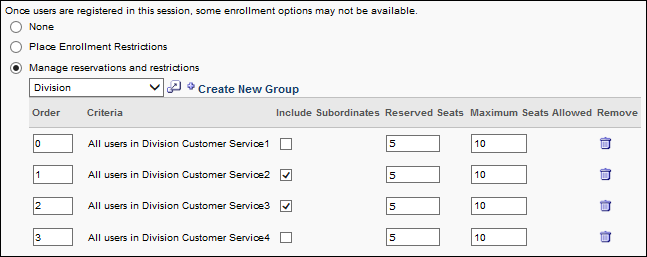 Once users are registered in this session, some enrollment options may not be available.
None
Place Enrollment Restrictions
Manage reservations and restrictions
Division Create New Group
Order Criteria Include Subordinates Reserved Seats Maximum Seats Allowed Remove
0 All users in Division Customer Service1 5 10
1 All users in Division Customer Service2 5 10
2 All users in Division Customer Service3 5 10
3 All users in Division Customer Service4 5 10